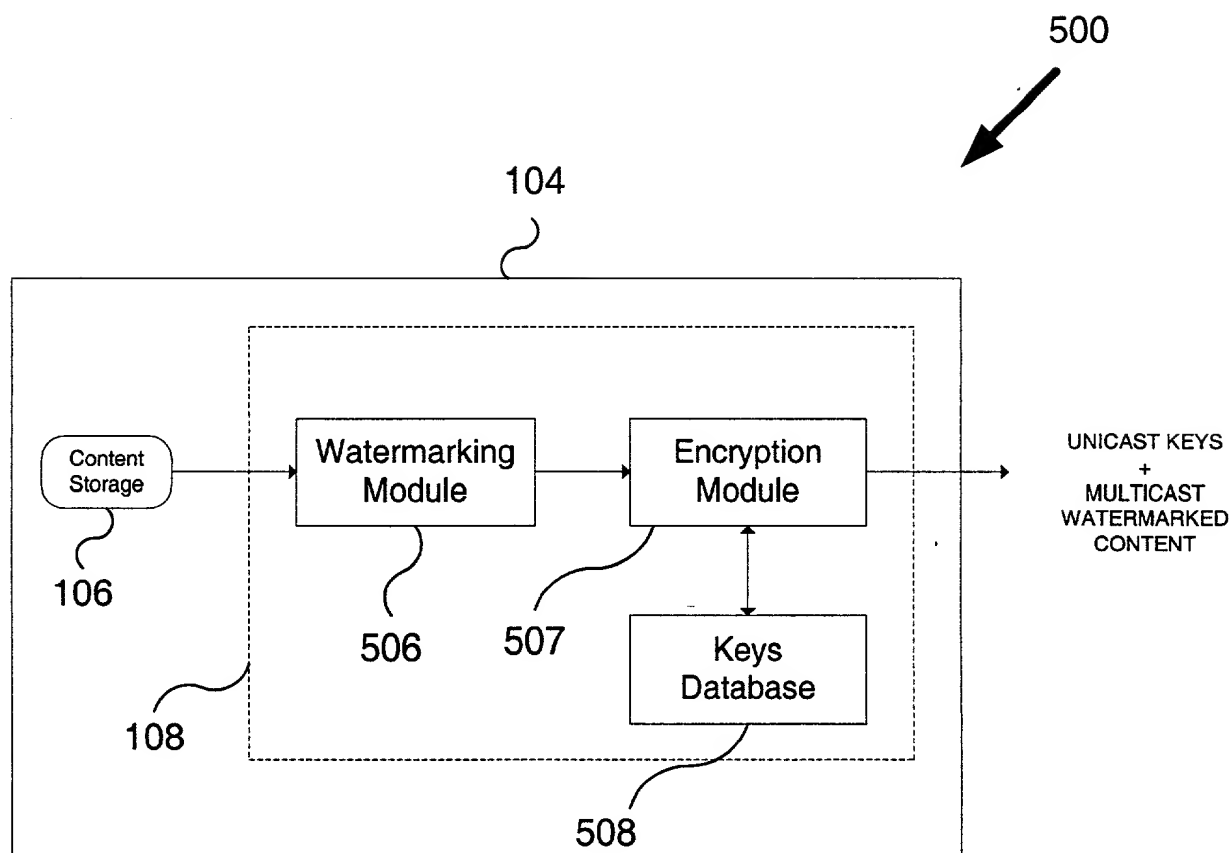 500
104
Content
Storage
Watermarking
Module
Encryption
Module
UNICAST KEYS
+
MULTICAST
WATERMARKED
CONTENT
106
506
507
Keys
Database
108
508